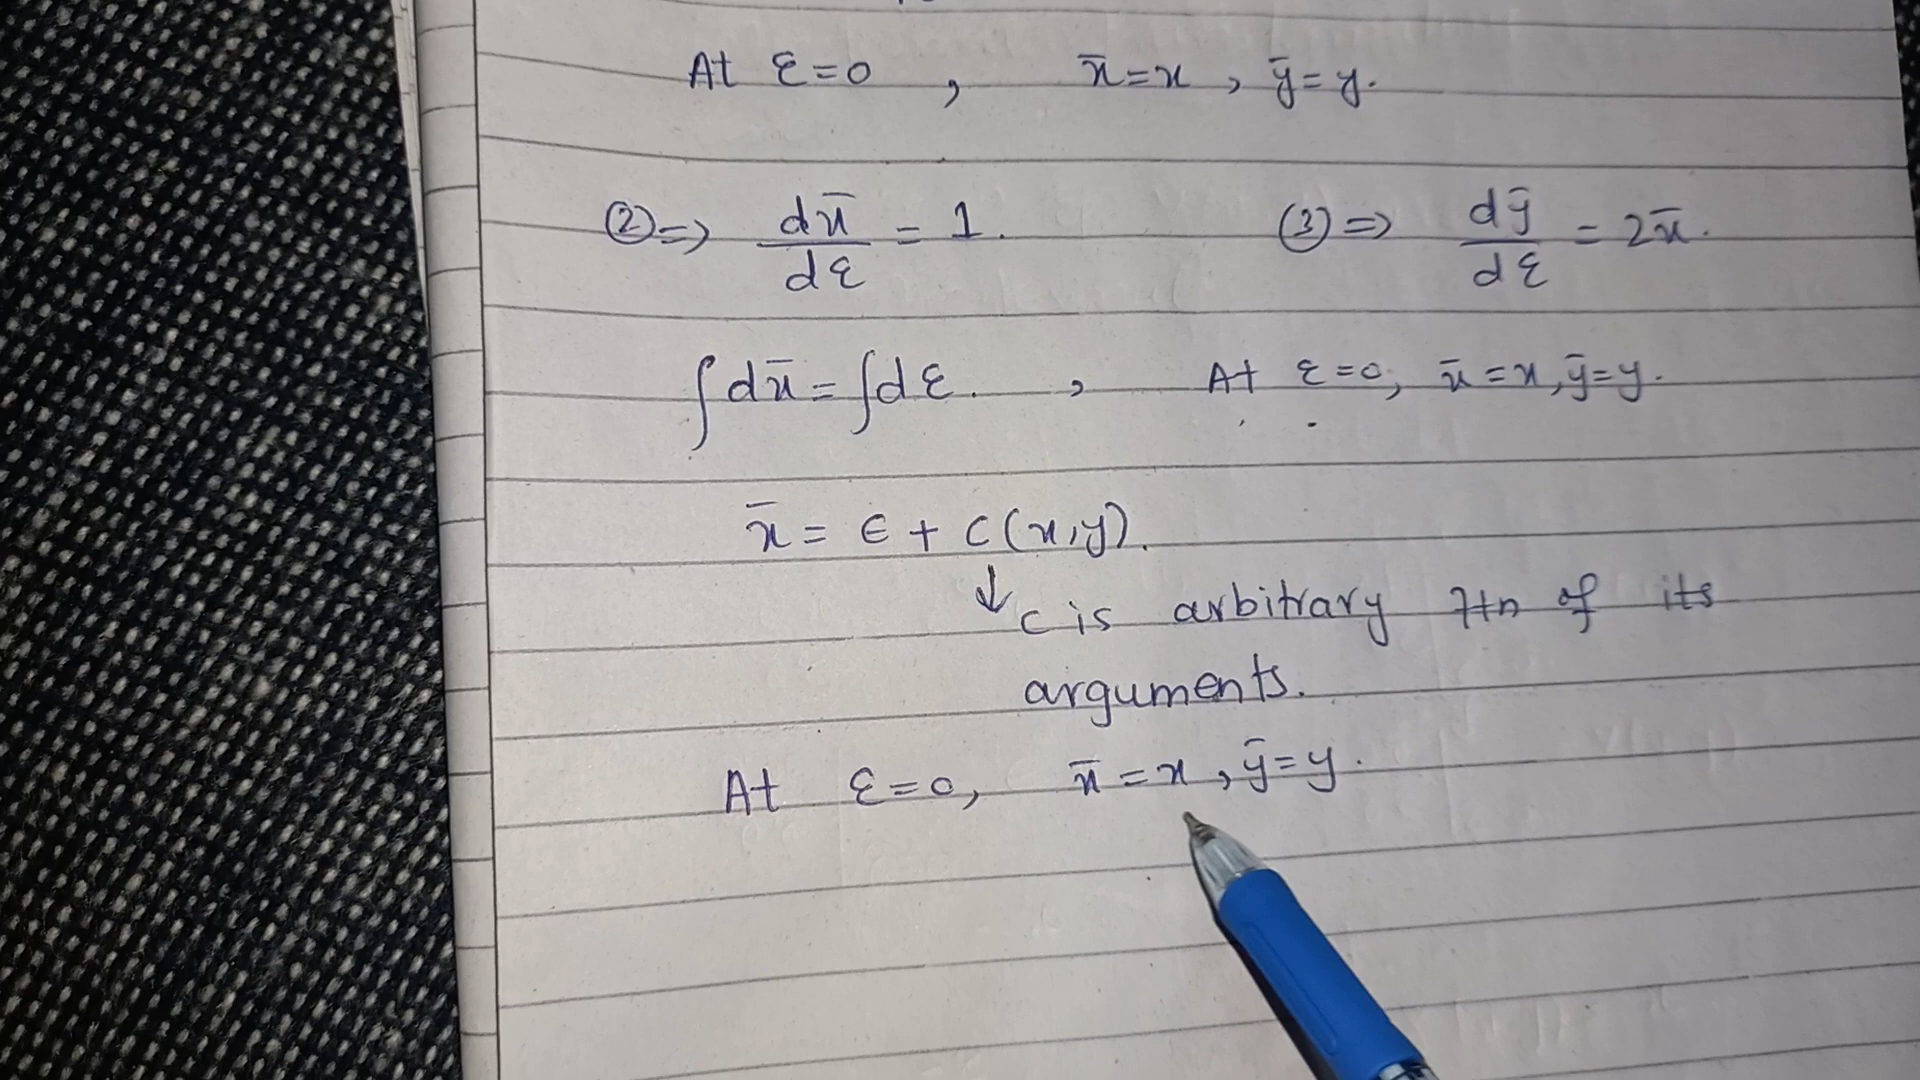 At ε=0 , x̄=x , ȳ=y.
②⇒ dx̄/dε = 1. ③⇒ dȳ/dε = 2x̄.
∫dx̄=∫dε. , At ε=0, x̄=x, ȳ=y.
x̄ = ϵ + c(x,y).
↓ c is arbitrary of its
arguments.
At ε=0, x̄=x, ȳ=y.